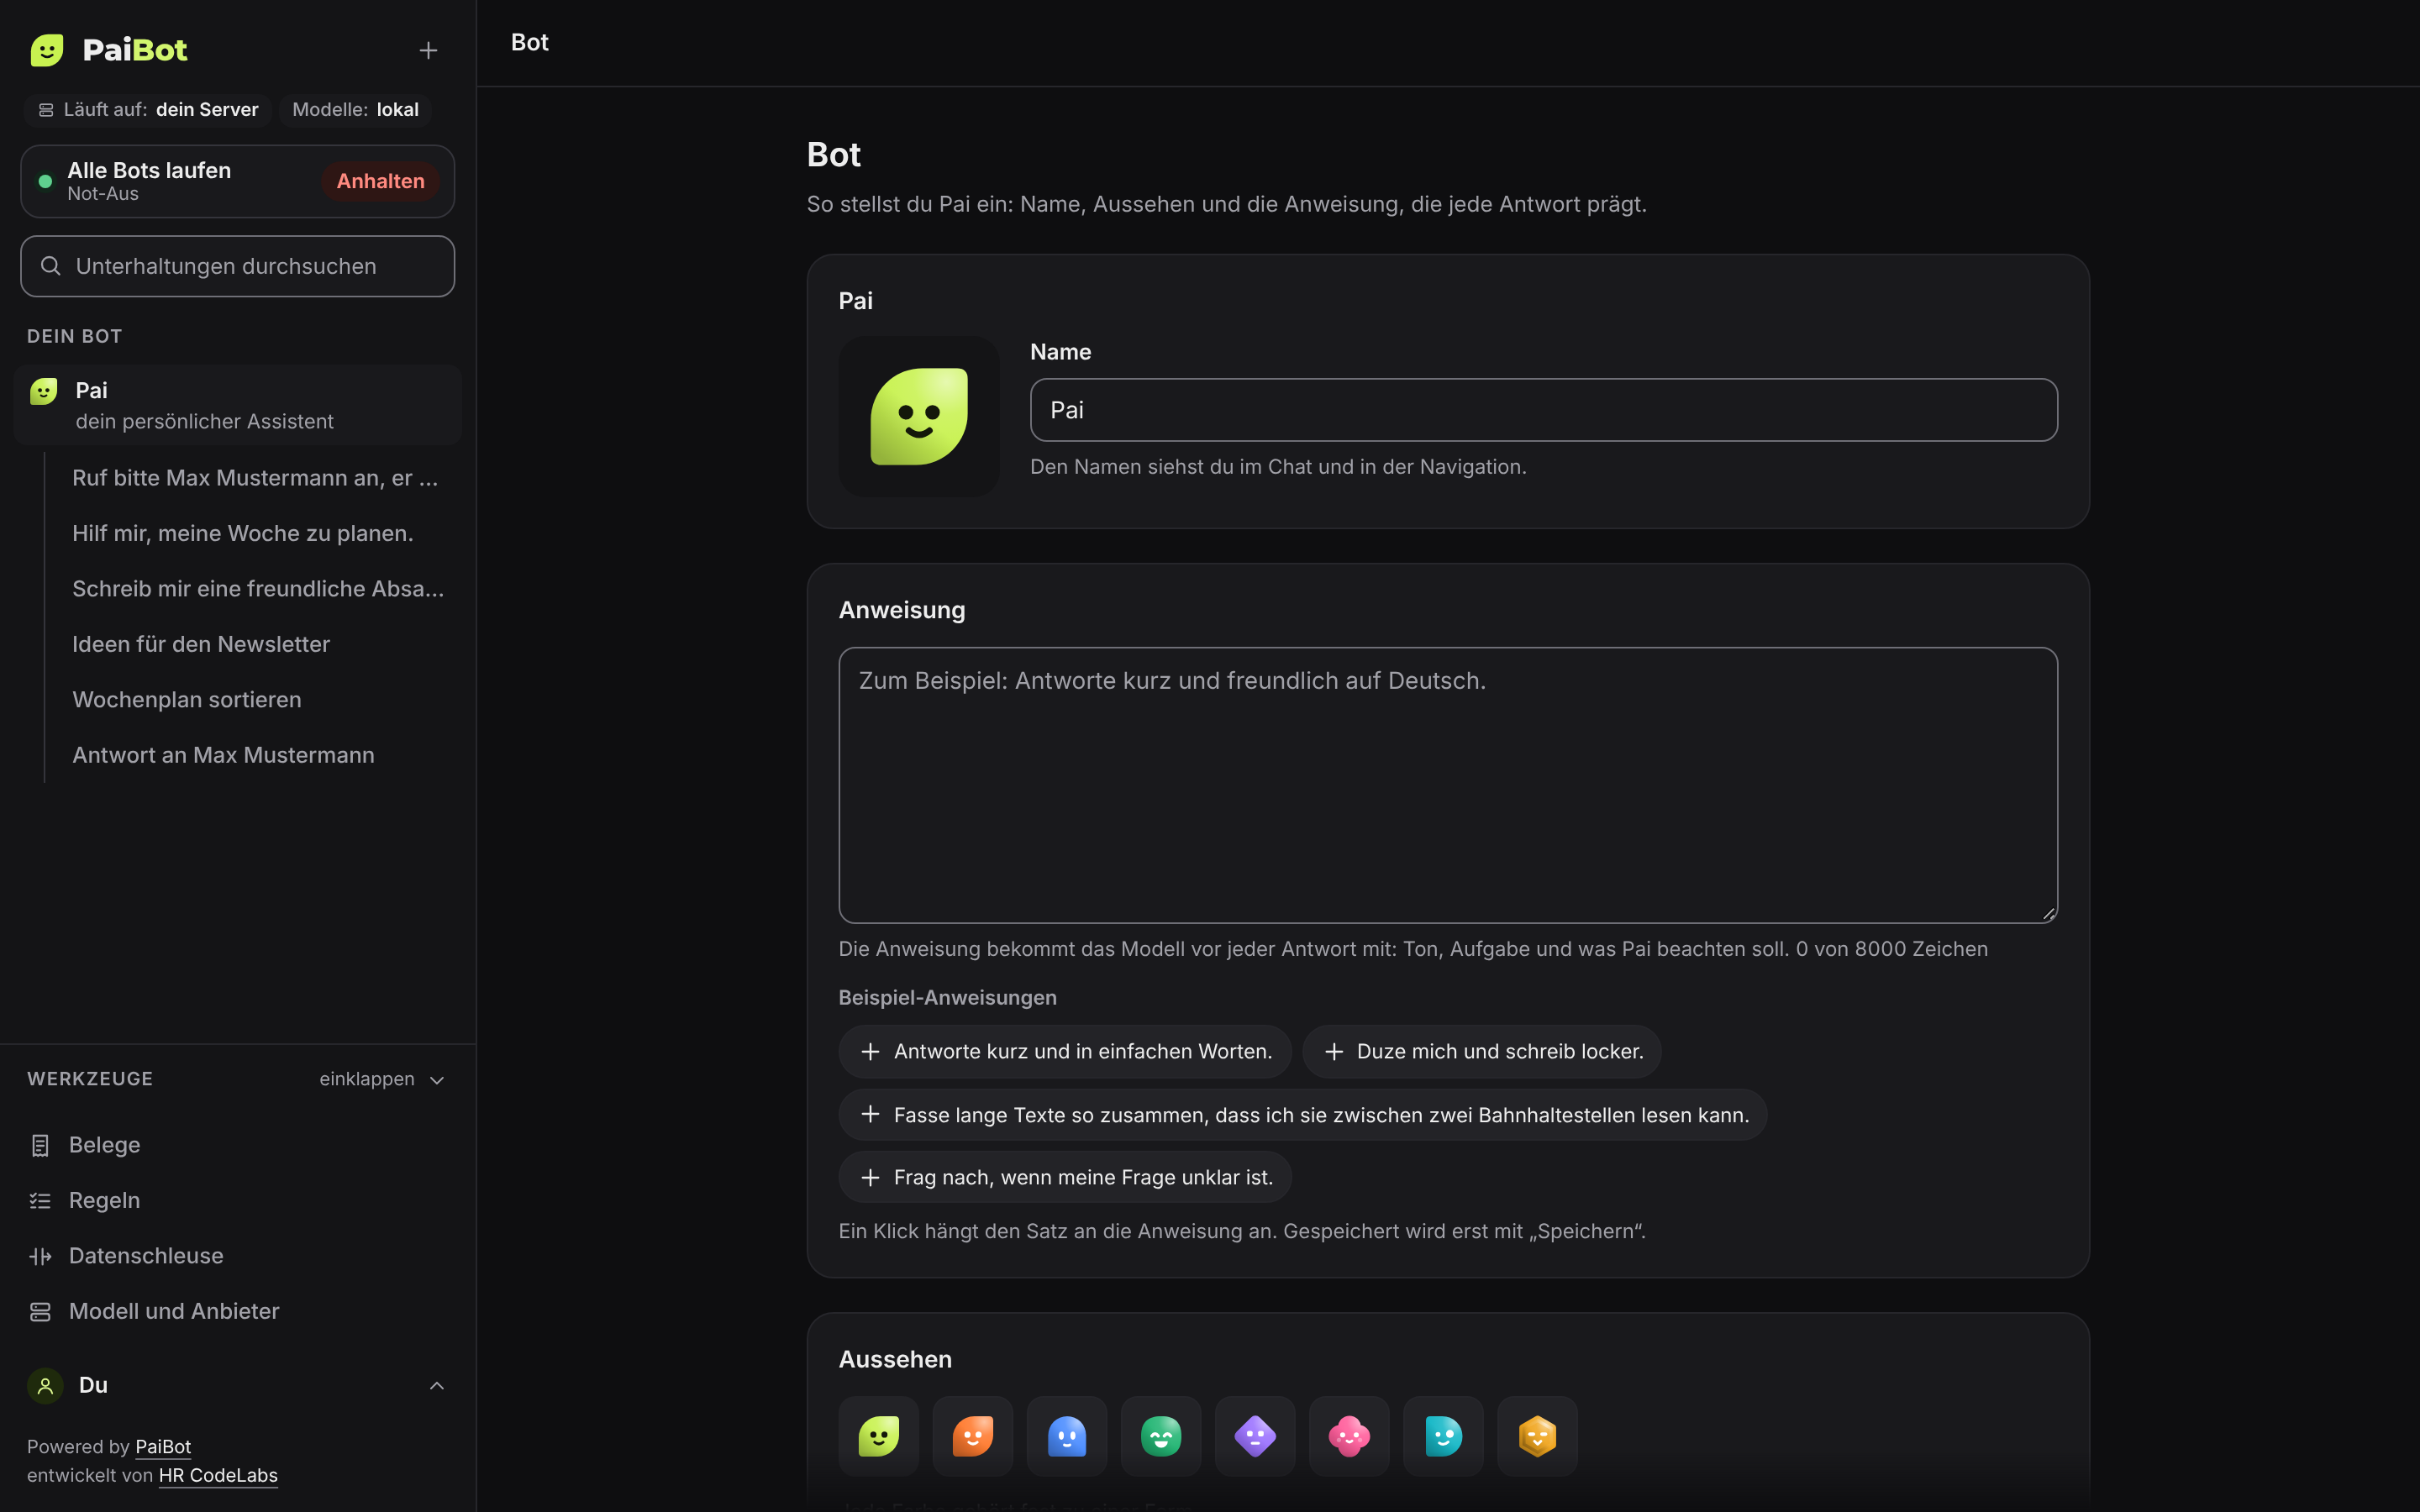 PaiBot
Läuft auf: dein Server
Modelle: lokal
Alle Bots laufen
Not-Aus
Anhalten
Unterhaltungen durchsuchen
DEIN BOT
Pai
dein persönlicher Assistent
Ruf bitte Max Mustermann an, er ...
Hilf mir, meine Woche zu planen.
Schreib mir eine freundliche Absa...
Ideen für den Newsletter
Wochenplan sortieren
Antwort an Max Mustermann
WERKZEUGE
einklappen
Belege
Regeln
Datenschleuse
Modell und Anbieter
Du
Powered by PaiBot
entwickelt von HR CodeLabs
Bot
Bot
So stellst du Pai ein: Name, Aussehen und die Anweisung, die jede Antwort prägt.
Pai
Name
Pai
Den Namen siehst du im Chat und in der Navigation.
Anweisung
Zum Beispiel: Antworte kurz und freundlich auf Deutsch.
Die Anweisung bekommt das Modell vor jeder Antwort mit: Ton, Aufgabe und was Pai beachten soll. 0 von 8000 Zeichen
Beispiel-Anweisungen
Antworte kurz und in einfachen Worten.
Duze mich und schreib locker.
Fasse lange Texte so zusammen, dass ich sie zwischen zwei Bahnhaltestellen lesen kann.
Frag nach, wenn meine Frage unklar ist.
Ein Klick hängt den Satz an die Anweisung an. Gespeichert wird erst mit „Speichern“.
Aussehen